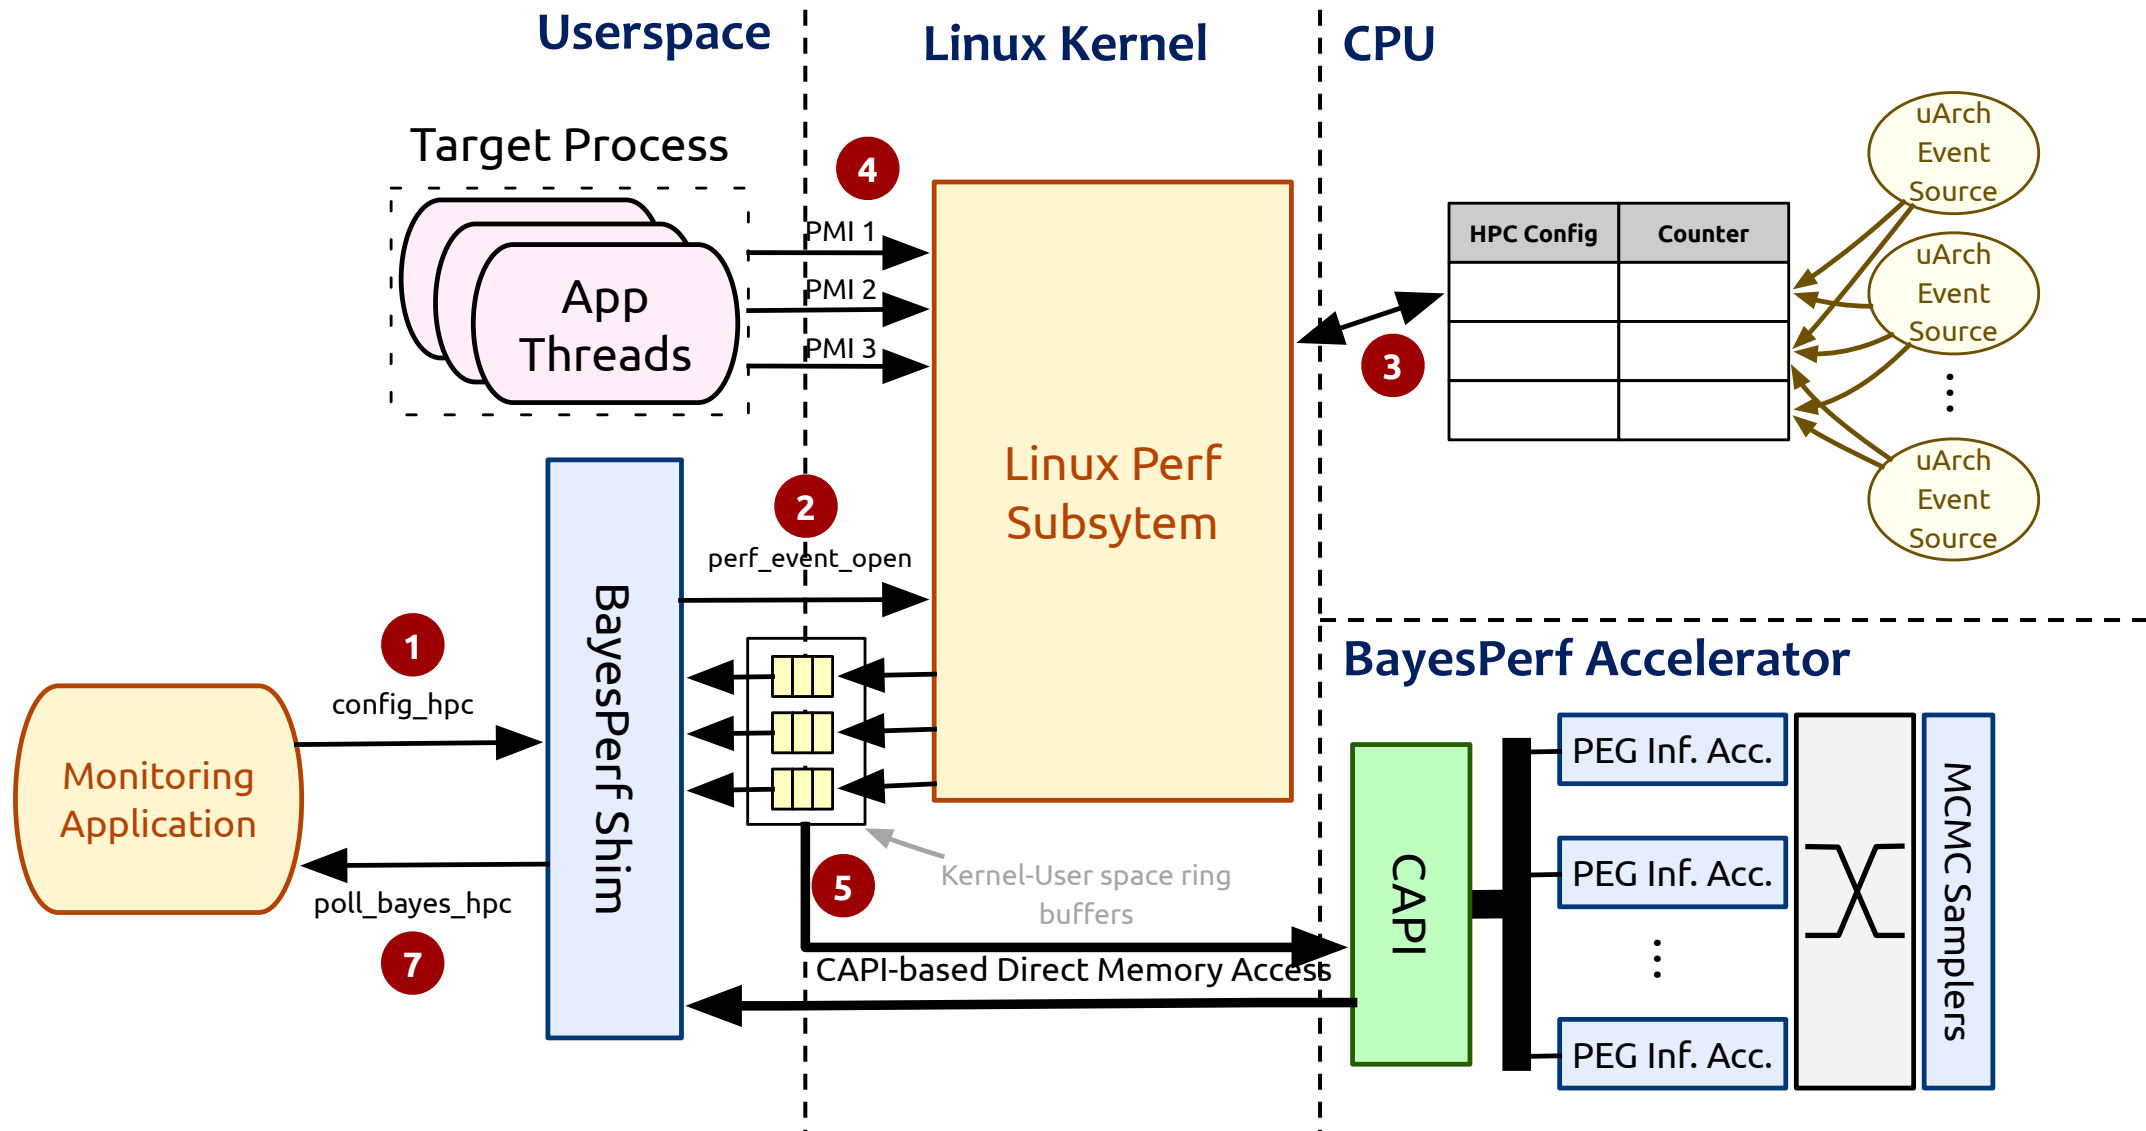 Userspace
Linux Kernel
CPU
Target Process
App
Threads
4
PMI 1
PMI 2
PMI 3
Linux Perf
Subsytem
3
HPC Config
Counter
uArch
Event
Source
uArch
Event
Source
⋮
uArch
Event
Source
2
perf_event_open
BayesPerf Shim
1
config_hpc
Monitoring
Application
poll_bayes_hpc
7
5
Kernel-User space ring
buffers
CAPI-based Direct Memory Access
BayesPerf Accelerator
CAPI
PEG Inf. Acc.
PEG Inf. Acc.
⋮
PEG Inf. Acc.
MCMC Samplers